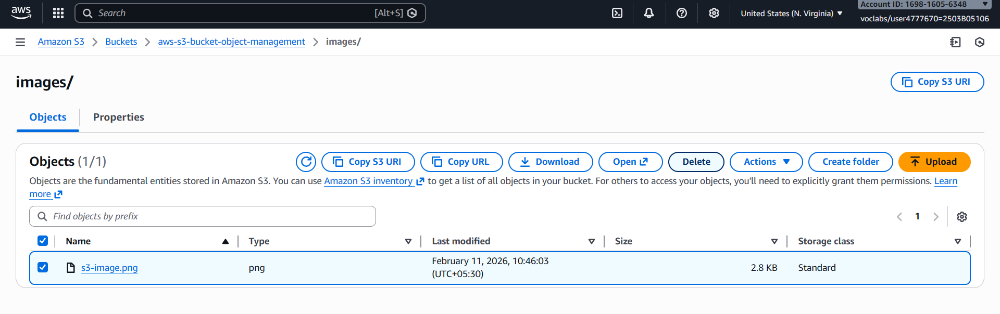 aws
Search [Alt+S]
United States (N. Virginia)
Account ID: 1698-1605-6348
voclabs/user4777670=2503B05106
Amazon S3 > Buckets > aws-s3-bucket-object-management > images/
images/
Copy S3 URI
Objects Properties
Objects (1/1)
Copy S3 URI Copy URL Download Open Delete Actions Create folder Upload
Objects are the fundamental entities stored in Amazon S3. You can use Amazon S3 inventory to get a list of all objects in your bucket. For others to access your objects, you'll need to explicitly grant them permissions. Learn
more
Find objects by prefix
1
Name Type Last modified Size Storage class
s3-image.png png February 11, 2026, 10:46:03 2.8 KB Standard
(UTC+05:30)